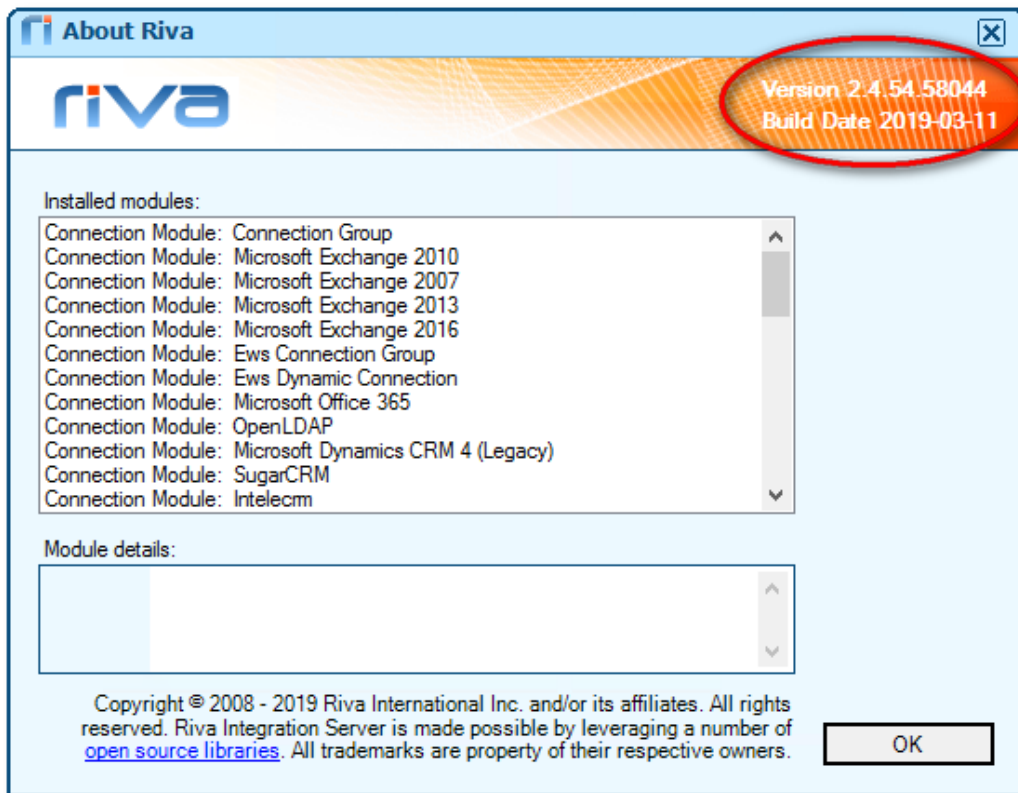 About Riva
riva
Version 2.4.54.58044
Build Date 2019-03-11
Installed modules:
Connection Module: Connection Group
Connection Module: Microsoft Exchange 2010
Connection Module: Microsoft Exchange 2007
Connection Module: Microsoft Exchange 2013
Connection Module: Microsoft Exchange 2016
Connection Module: Ews Connection Group
Connection Module: Ews Dynamic Connection
Connection Module: Microsoft Office 365
Connection Module: OpenLDAP
Connection Module: Microsoft Dynamics CRM 4 (Legacy)
Connection Module: SugarCRM
Connection Module: Intelecrm
Module details:
Copyright © 2008 - 2019 Riva International Inc. and/or its affiliates. All rights
reserved. Riva Integration Server is made possible by leveraging a number of
open source libraries. All trademarks are property of their respective owners.
OK